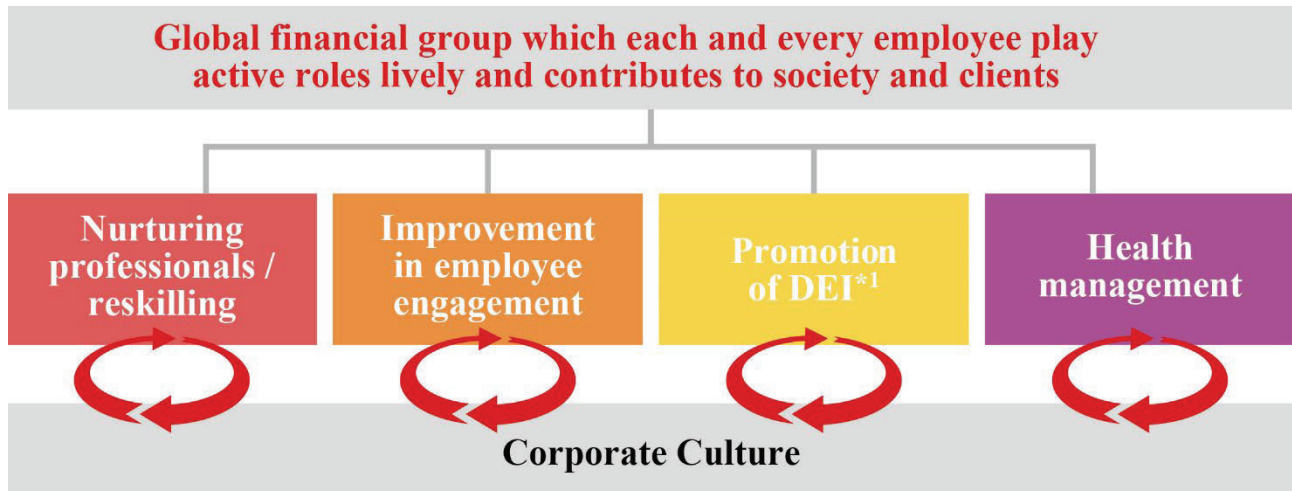 Global financial group which each and every employee play
active roles lively and contributes to society and clients
Nurturing
professionals /
reskilling
Improvement
in employee
engagement
Promotion
of DEI*1
Health
management
Corporate Culture